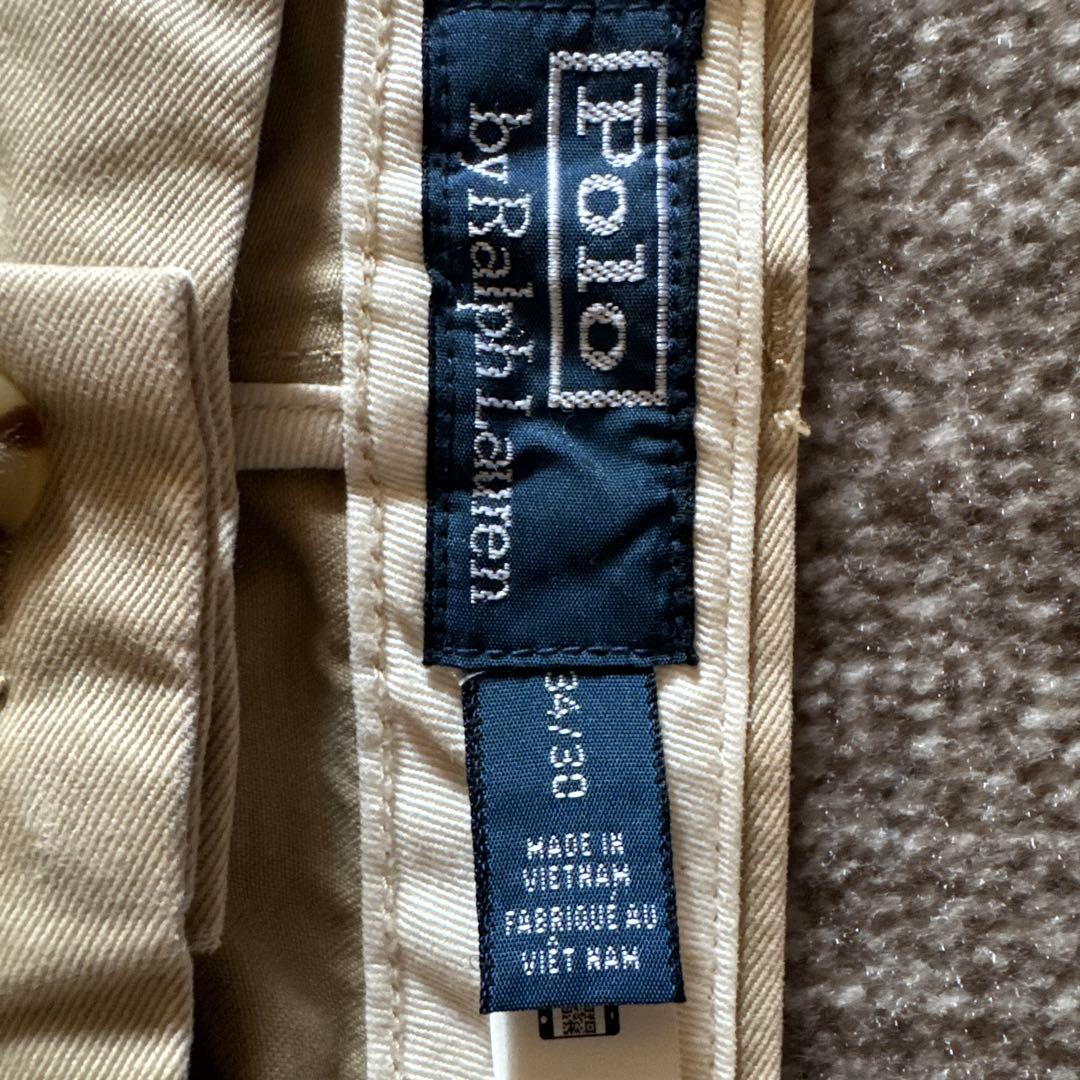 Polo
by Ralph Lauren
34/30
MADE IN
VIETNAM
FABRIQUE AU
VIÊT NAM